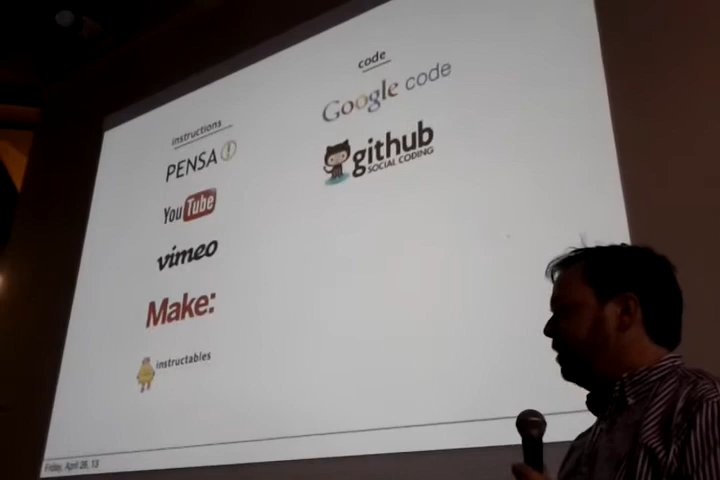 instructions
PENSA
YouTube
vimeo
Make:
instructables
code
Google code
github
SOCIAL CODING
Friday, April 26, 13